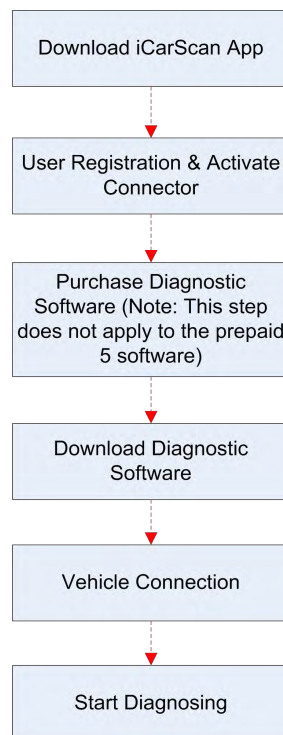 Download iCarScan App
User Registration & Activate
Connector
Purchase Diagnostic
Software (Note: This step
does not apply to the prepaid
5 software)
Download Diagnostic
Software
Vehicle Connection
Start Diagnosing